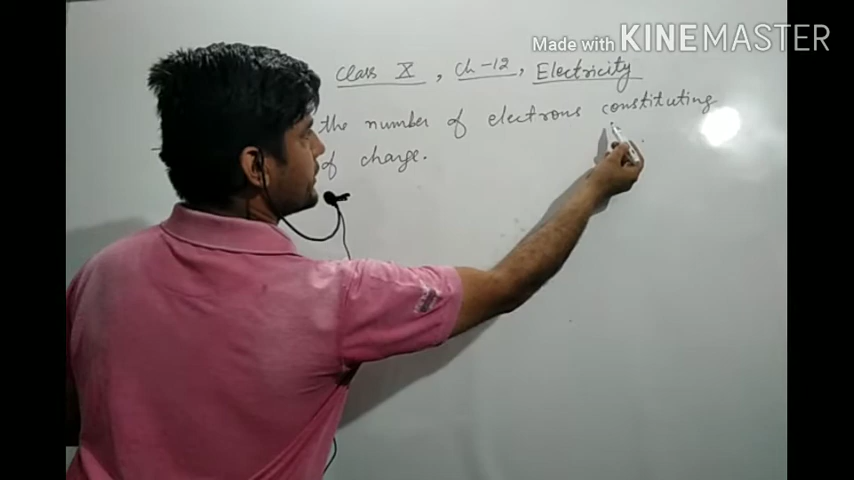 Made with KINEMASTER
Class X , Ch-12 , Electricity
the number of electrons constituting
of charge.